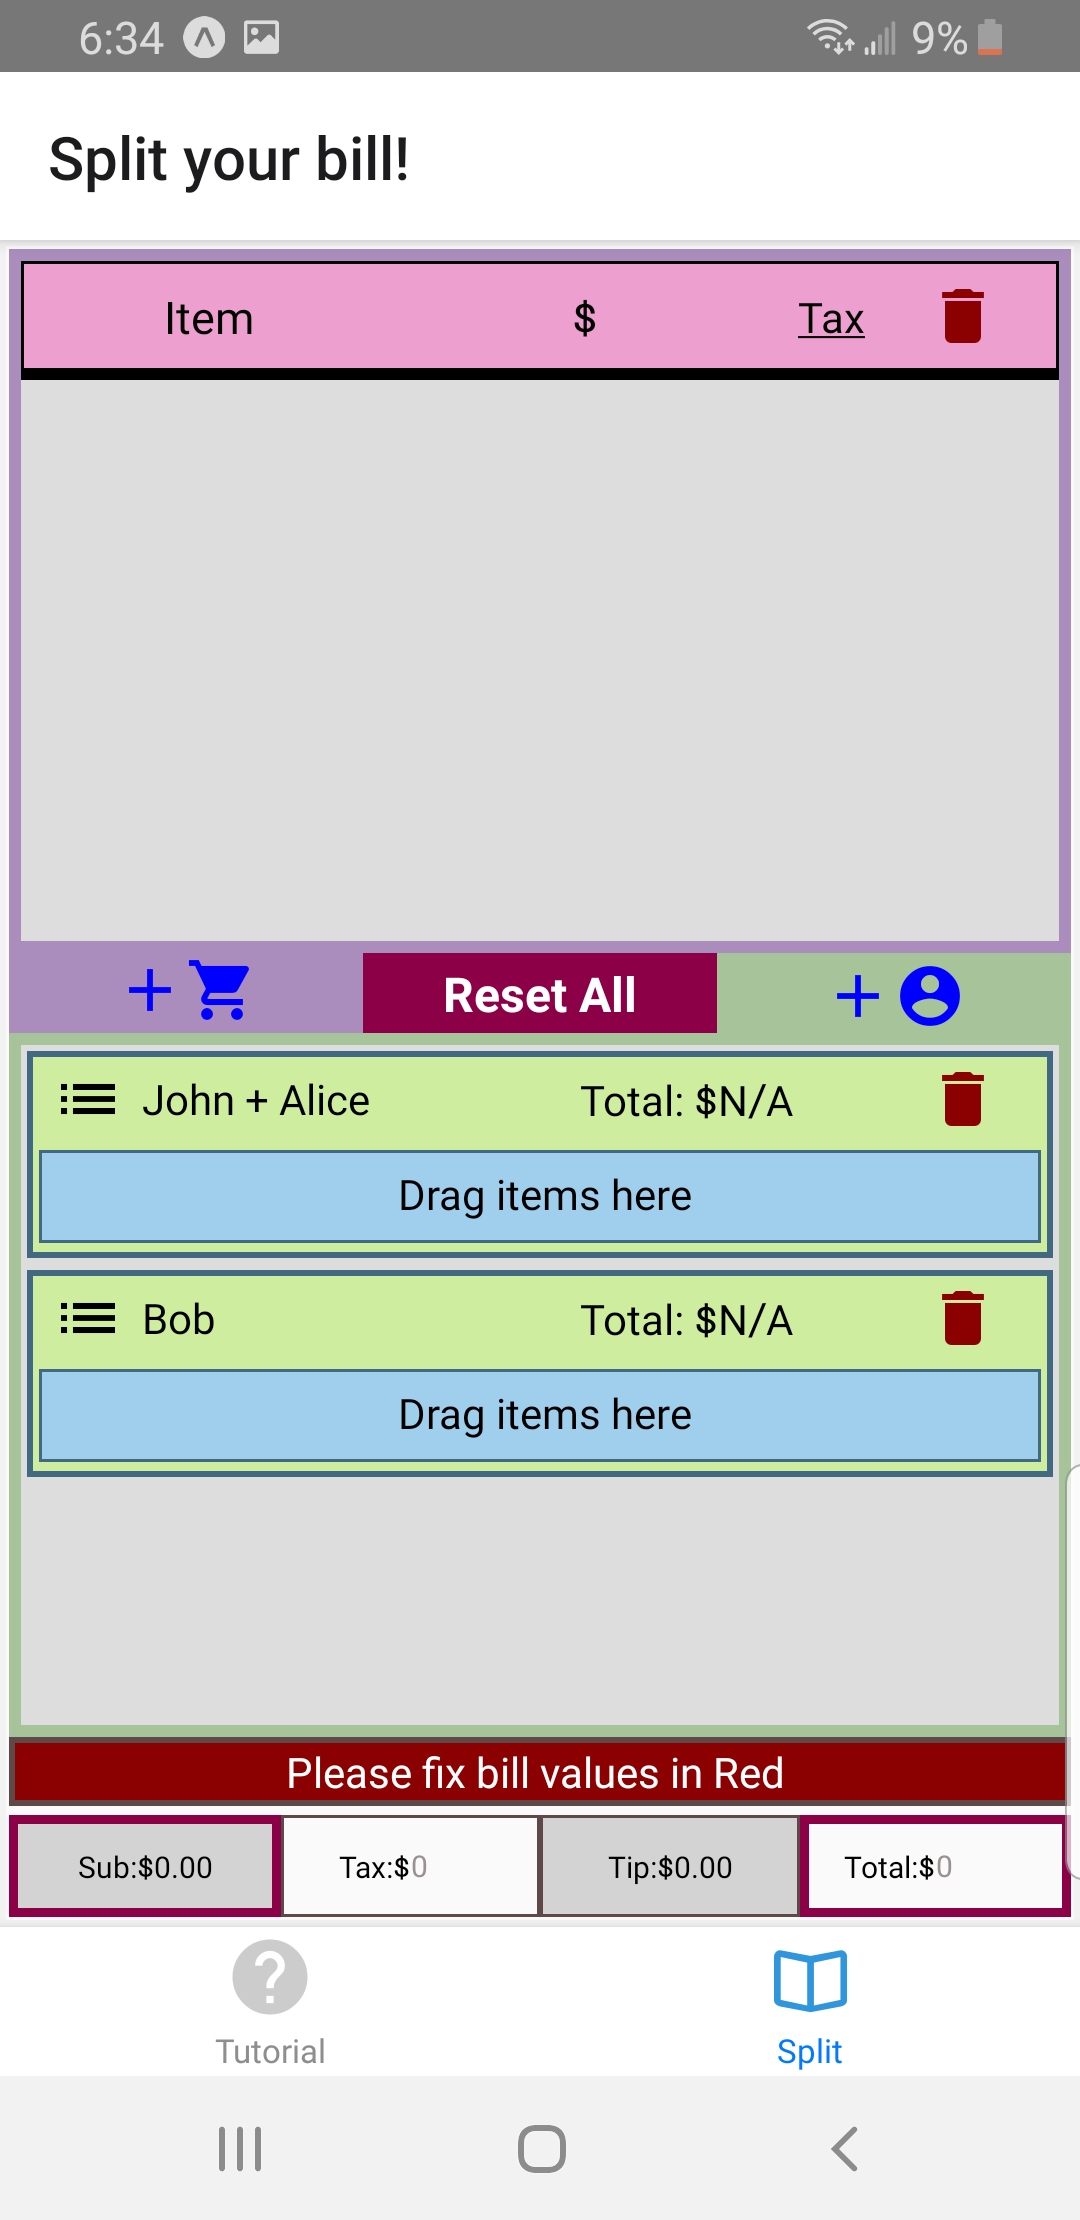 6:34 9%
Split your bill!
Item $ Tax
Reset All
John + Alice Total: $N/A
Drag items here
Bob Total: $N/A
Drag items here
Please fix bill values in Red
Sub:$0.00 Tax:$0 Tip:$0.00 Total:$0
Tutorial Split